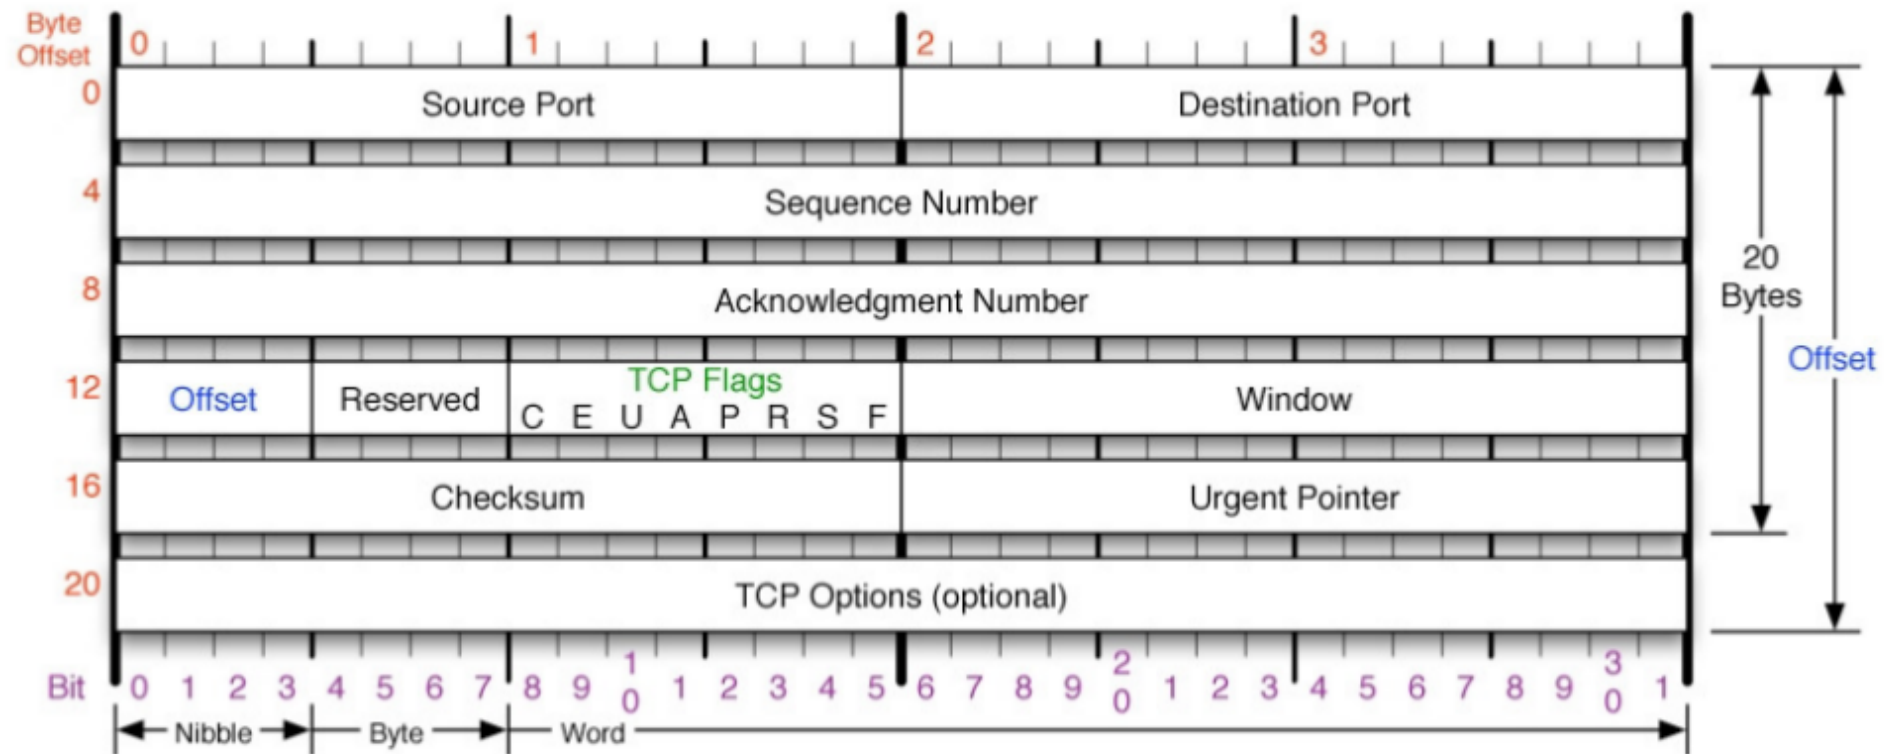 Byte
Offset
0 1 2 3
0
Source Port Destination Port
4
Sequence Number
8
Acknowledgment Number
20
Bytes
Offset
12
Offset Reserved TCP Flags Window
C E U A P R S F
16
Checksum Urgent Pointer
20
TCP Options (optional)
Bit 0 1 2 3 4 5 6 7 8 9 10 1 2 3 4 5 6 7 8 9 20 1 2 3 4 5 6 7 8 9 30 1
Nibble Byte Word